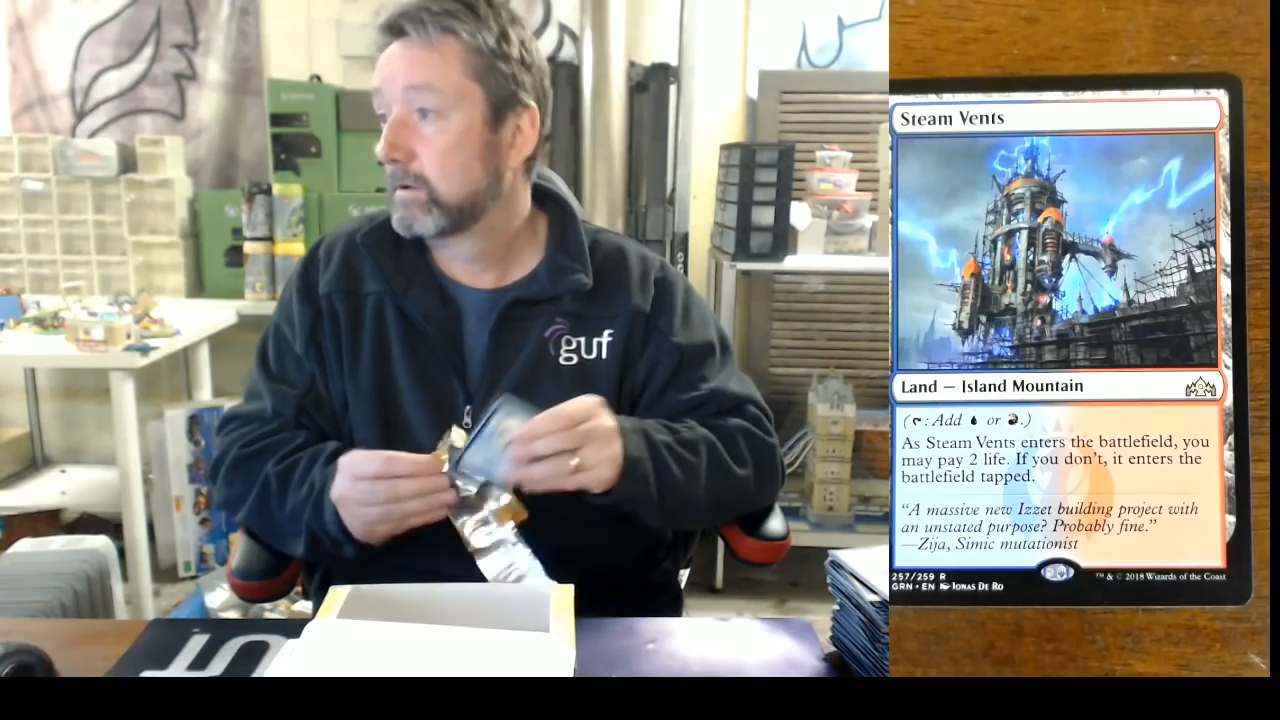 guf
Steam Vents
Land — Island Mountain
( : Add or .)
As Steam Vents enters the battlefield, you
may pay 2 life. If you don't, it enters the
battlefield tapped.
"A massive new Izzet building project with
an unstated purpose? Probably fine."
—Zija, Simic mutationist
257/259 R
GRN • EN Jonas De Ro
™ & © 2018 Wizards of the Coast